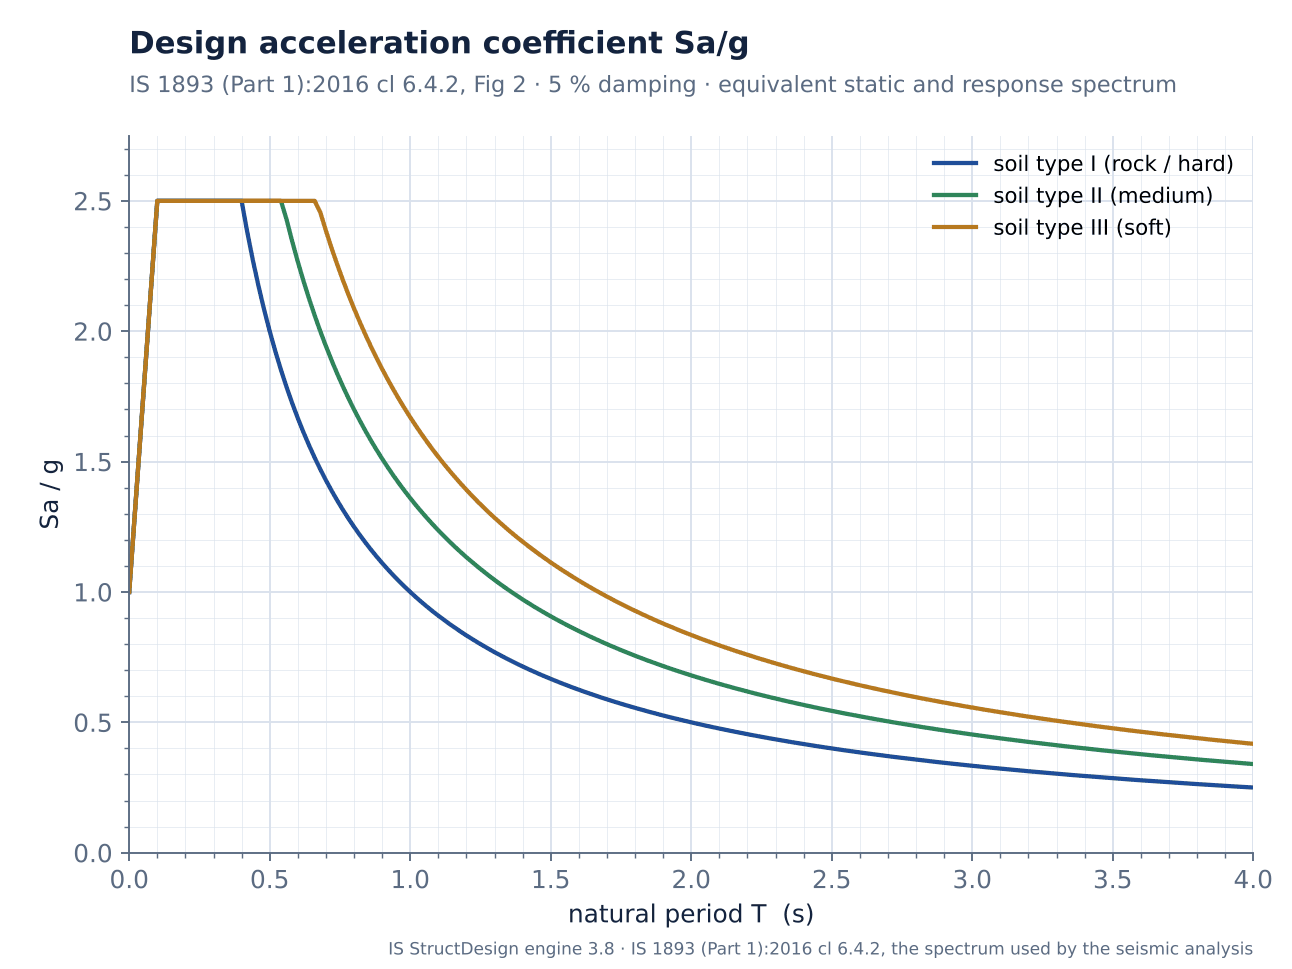 Design acceleration coefficient Sa/g
IS 1893 (Part 1):2016 cl 6.4.2, Fig 2 · 5 % damping · equivalent static and response spectrum
soil type I (rock / hard)
soil type II (medium)
soil type III (soft)
2.5
2.0
1.5
1.0
0.5
0.0
Sa / g
0.0 0.5 1.0 1.5 2.0 2.5 3.0 3.5 4.0
natural period T (s)
IS StructDesign engine 3.8 · IS 1893 (Part 1):2016 cl 6.4.2, the spectrum used by the seismic analysis